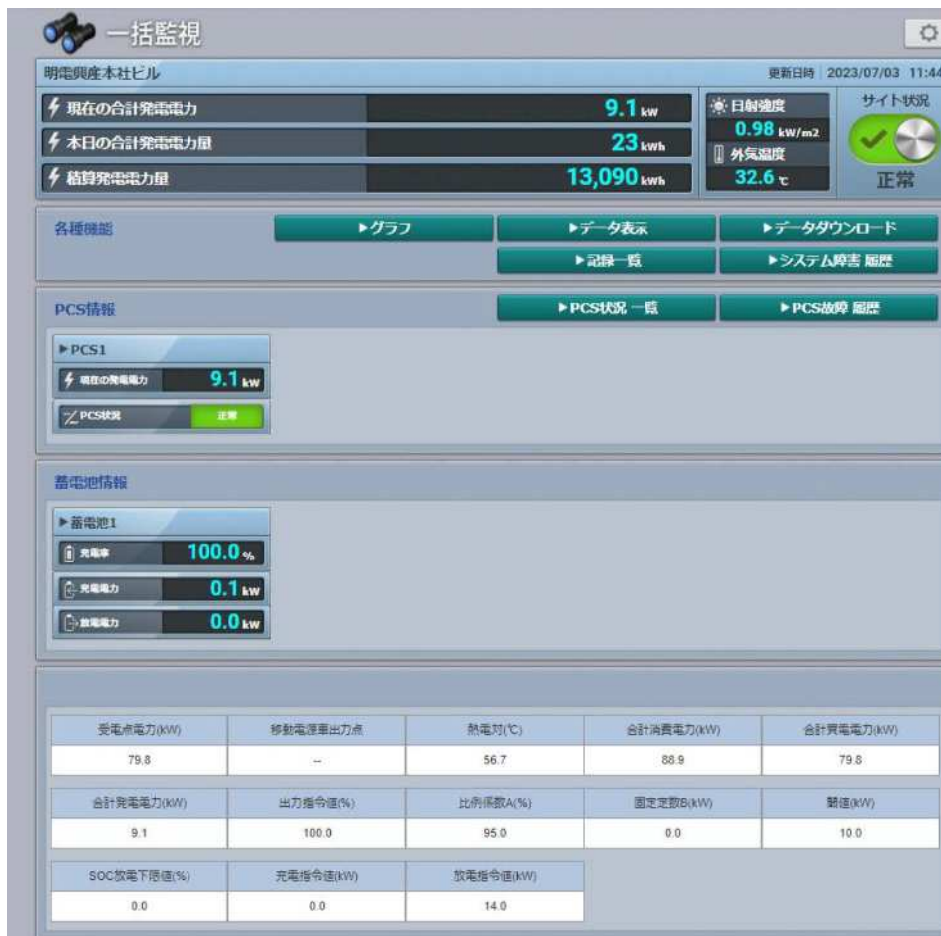 一括監視
明電興産本社ビル 更新日時 2023/07/03 11:44
現在の合計発電電力 9.1 kW
本日の合計発電電力量 23 kWh
積算発電電力量 13,090 kWh
日射強度
0.98 kW/m2
外気温度
32.6 ℃
サイト状況
正常
各種機能 ▶グラフ ▶データ表示 ▶データダウンロード
▶記録一覧 ▶システム障害 履歴
PCS情報 ▶PCS状況 一覧 ▶PCS故障 履歴
▶PCS1
現在の発電電力 9.1 kW
PCS状況 正常
蓄電池情報
▶蓄電池1
充電率 100.0 %
充電電力 0.1 kW
放電電力 0.0 kW
受電点電力(kW) 移動電源車出力点 熱電対(℃) 合計消費電力(kW) 合計買電電力(kW)
79.8 -- 56.7 88.9 79.8
合計発電電力(kW) 出力指令値(%) 比例係数A(%) 固定定数B(kW) 閾値(kW)
9.1 100.0 95.0 0.0 10.0
SOC放電下限値(%) 充電指令値(kW) 放電指令値(kW)
0.0 0.0 14.0